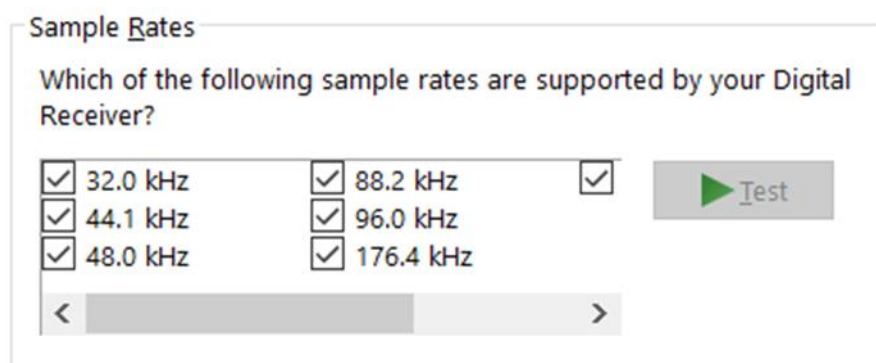 Sample Rates
Which of the following sample rates are supported by your Digital
Receiver?
32.0 kHz 88.2 kHz
44.1 kHz 96.0 kHz
48.0 kHz 176.4 kHz
Test